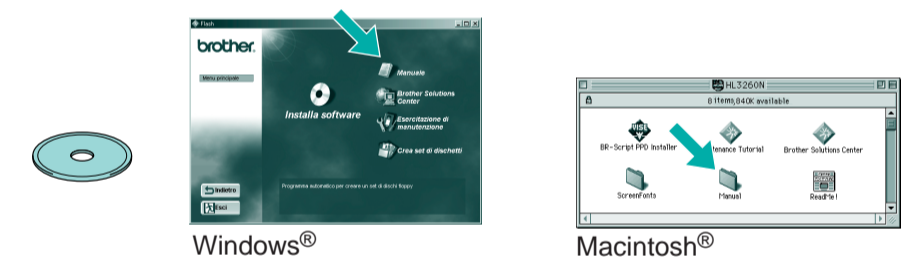 Flash
brother.
Menu principale
Manuale
Brother Solutions
Center
Installa software
Esercitazione di
manutenzione
Crea set di dischetti
Programma automatico per creare un set di dischi floppy
Indietro
Esci
Windows®
HL3260N
8 items, 840K available
VISE
BR-Script PPD Installer
tenance Tutorial
Brother Solutions Center
ScreenFonts
Manual
ReadMe!
Macintosh®